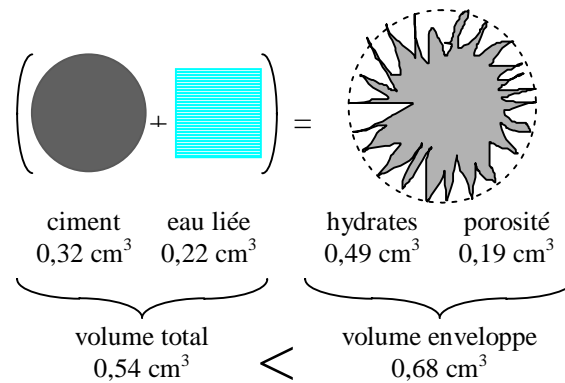 + =
ciment eau liée hydrates porosité
0,32 cm³ 0,22 cm³ 0,49 cm³ 0,19 cm³
volume total volume enveloppe
0,54 cm³ < 0,68 cm³